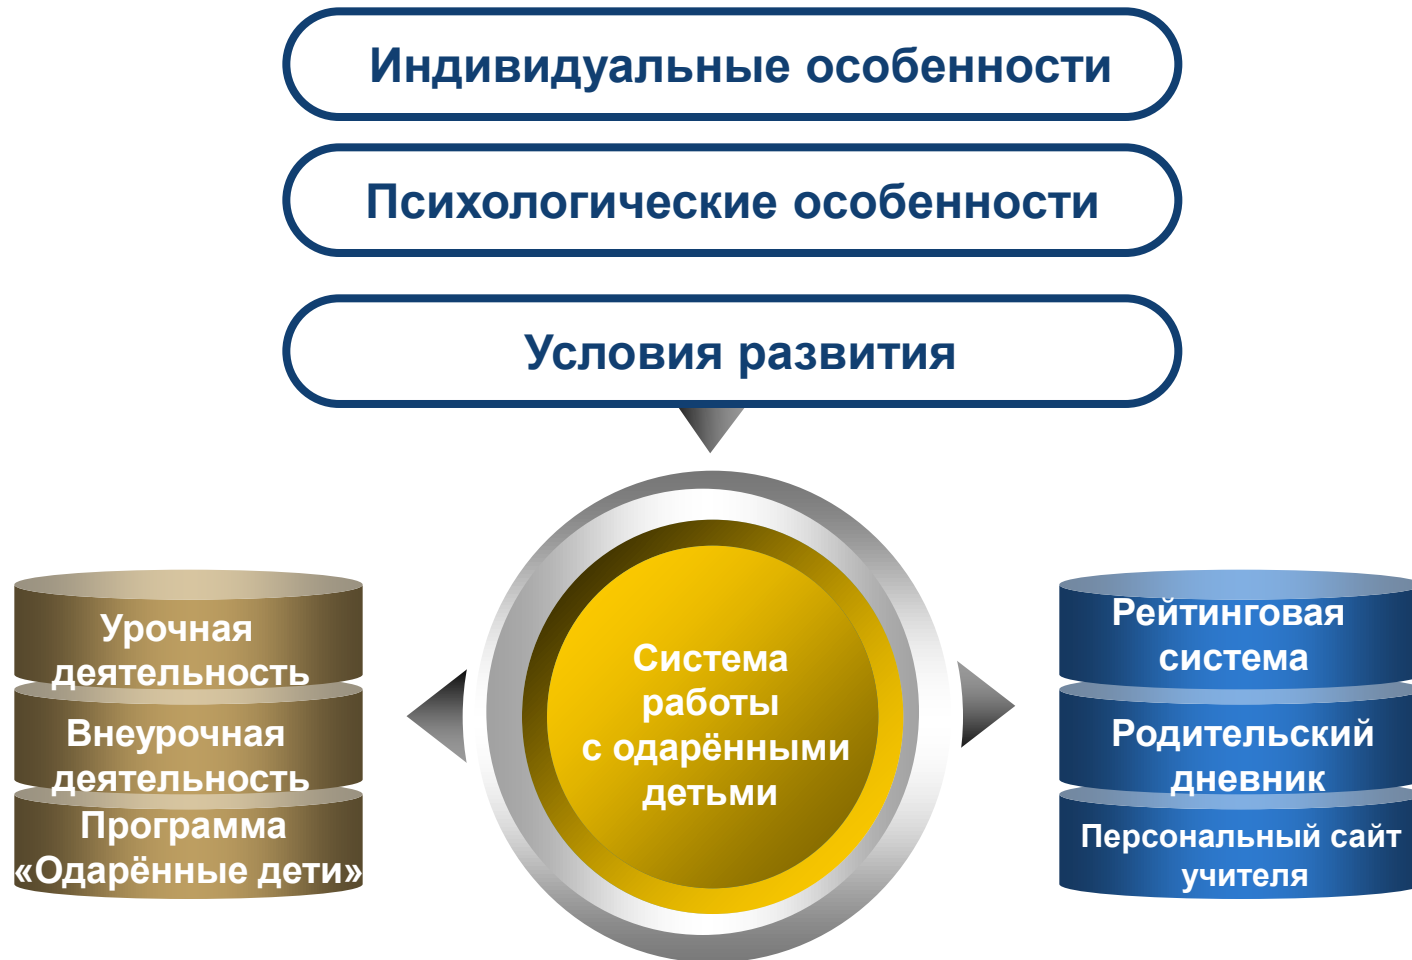 Индивидуальные особенности
Психологические особенности
Условия развития
Урочная
деятельность
Внеурочная
деятельность
Программа
«Одарённые дети»
Система
работы
с одарёнными
детьми
Рейтинговая
система
Родительский
дневник
Персональный сайт
учителя